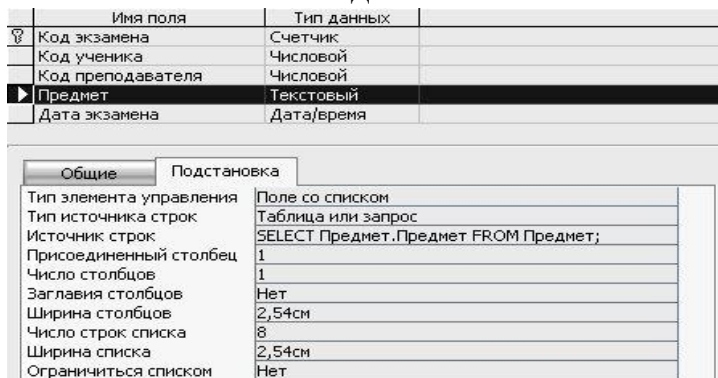 Имя поля Тип данных
Код экзамена Счетчик
Код ученика Числовой
Код преподавателя Числовой
Предмет Текстовый
Дата экзамена Дата/время
Общие Подстановка
Тип элемента управления Поле со списком
Тип источника строк Таблица или запрос
Источник строк SELECT Предмет.Предмет FROM Предмет;
Присоединенный столбец 1
Число столбцов 1
Заглавия столбцов Нет
Ширина столбцов 2,54см
Число строк списка 8
Ширина списка 2,54см
Ограничиться списком Нет